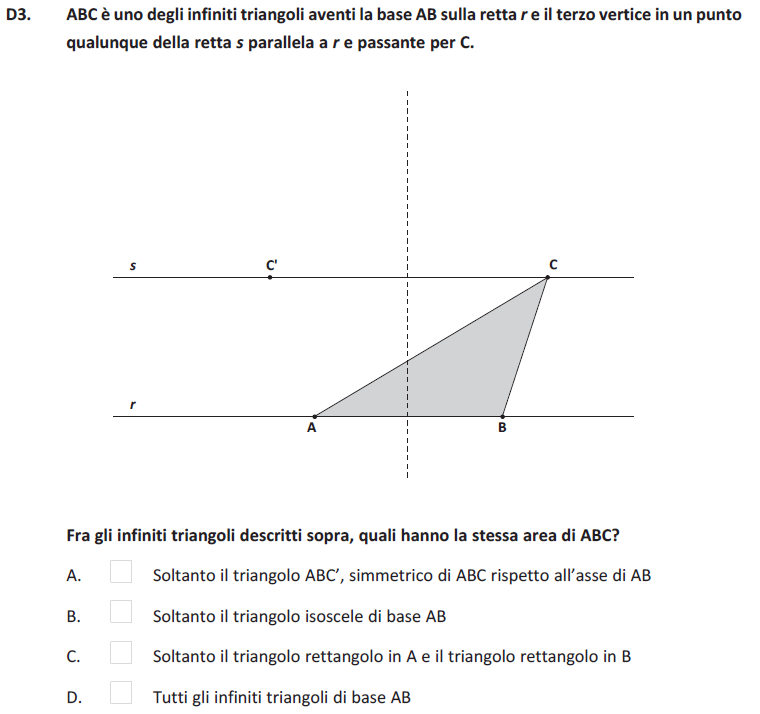 D3. ABC è uno degli infiniti triangoli aventi la base AB sulla retta r e il terzo vertice in un punto
qualunque della retta s parallela a r e passante per C.
s C' C
r
A B
Fra gli infiniti triangoli descritti sopra, quali hanno la stessa area di ABC?
A. Soltanto il triangolo ABC’, simmetrico di ABC rispetto all’asse di AB
B. Soltanto il triangolo isoscele di base AB
C. Soltanto il triangolo rettangolo in A e il triangolo rettangolo in B
D. Tutti gli infiniti triangoli di base AB